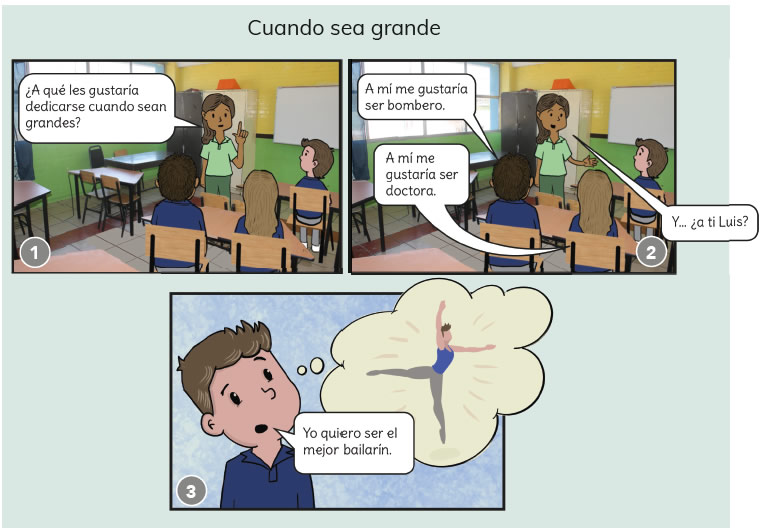 Cuando sea grande
¿A qué les gustaría
dedicarse cuando sean
grandes?
1
A mí me gustaría
ser bombero.
A mí me
gustaría ser
doctora.
Y... ¿a ti Luis?
2
Yo quiero ser el
mejor bailarín.
3